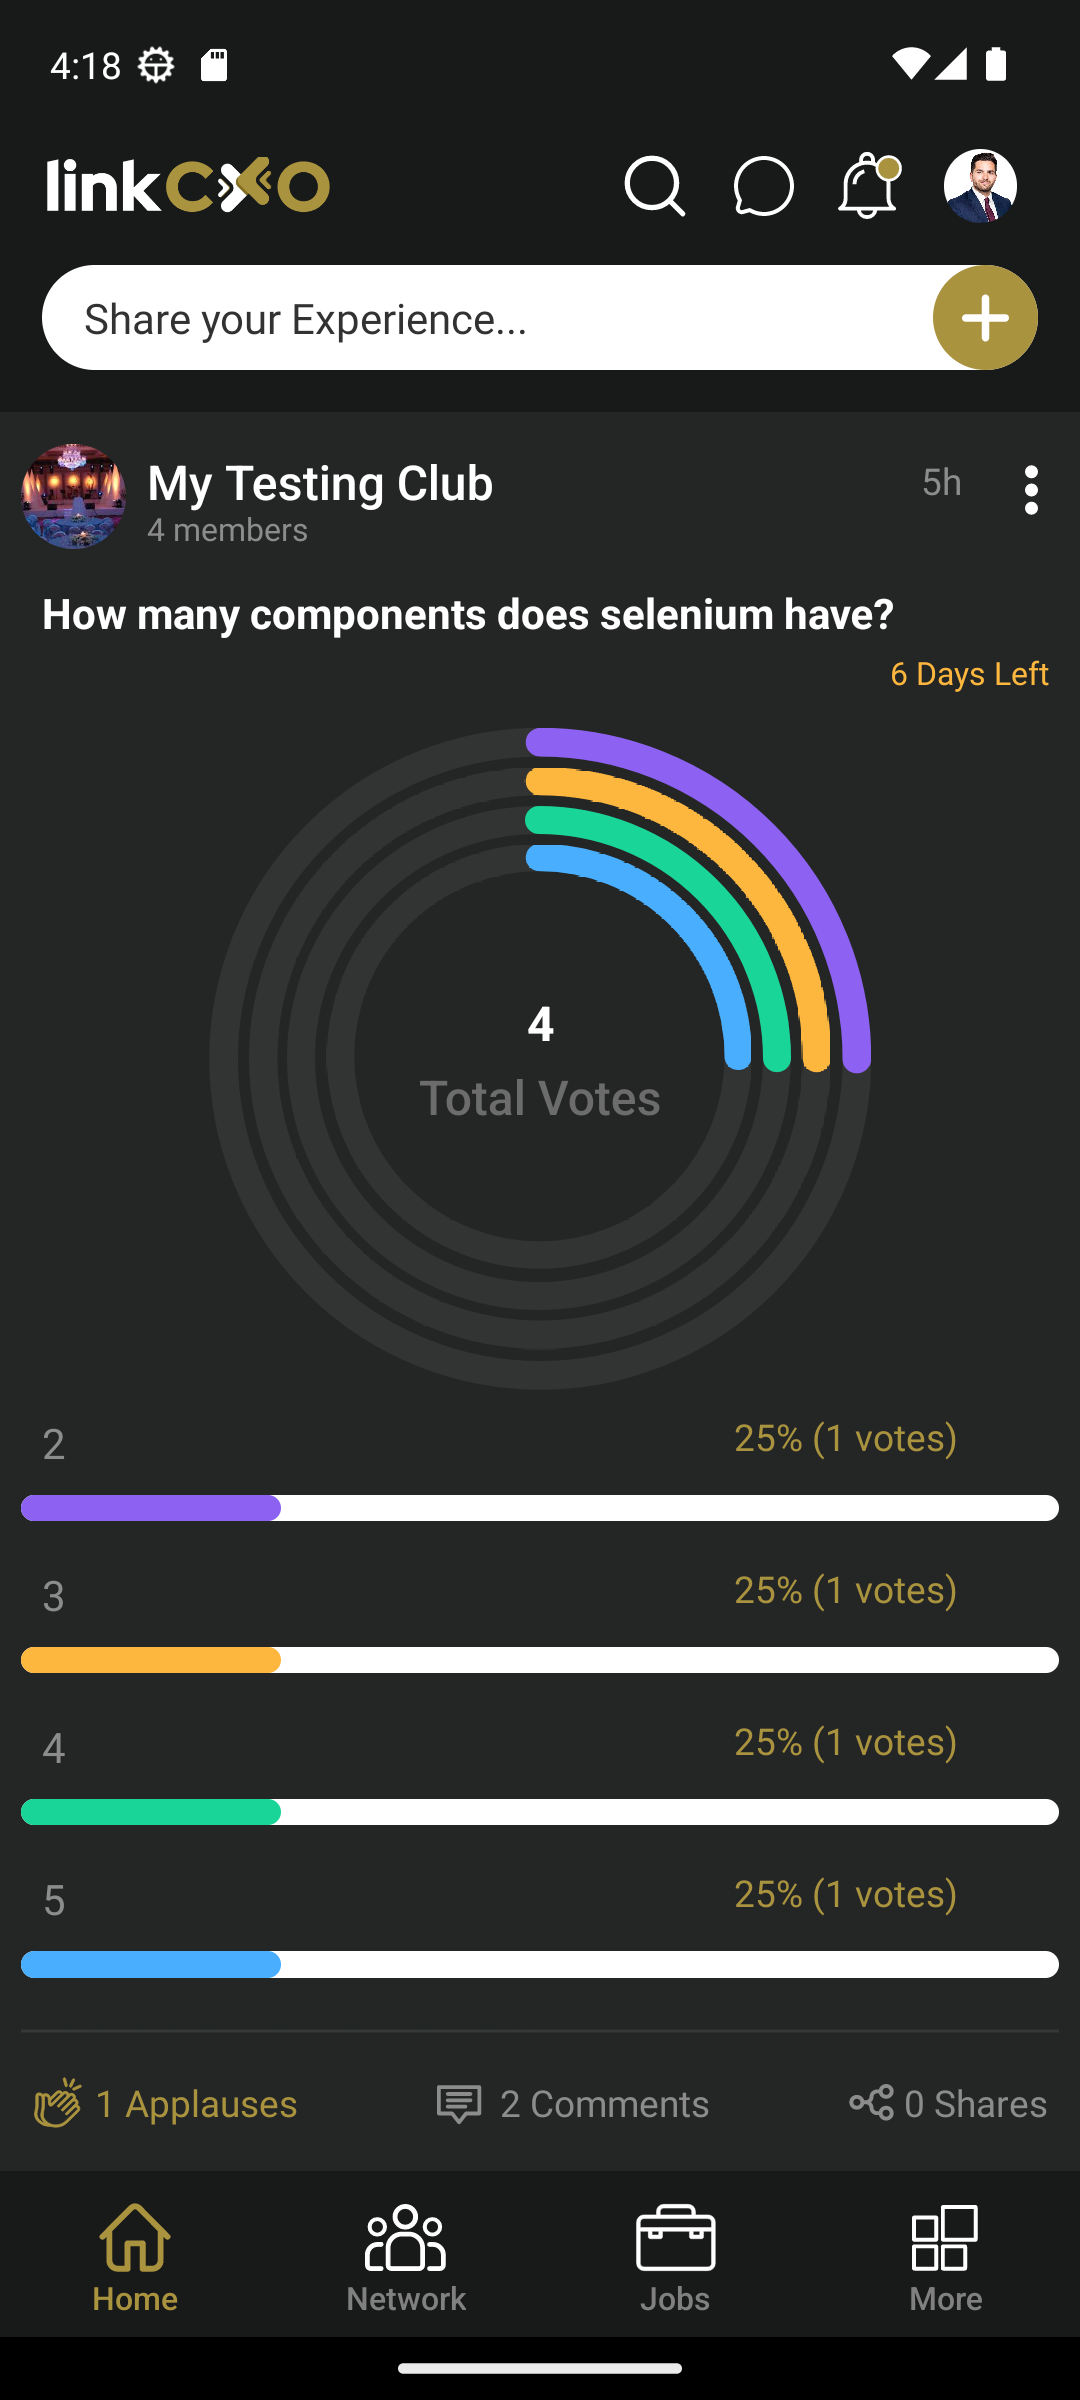 4:18
linkCXO
Share your Experience...
My Testing Club
5h
4 members
How many components does selenium have?
6 Days Left
4
Total Votes
2
25% (1 votes)
3
25% (1 votes)
4
25% (1 votes)
5
25% (1 votes)
1 Applauses
2 Comments
0 Shares
Home
Network
Jobs
More